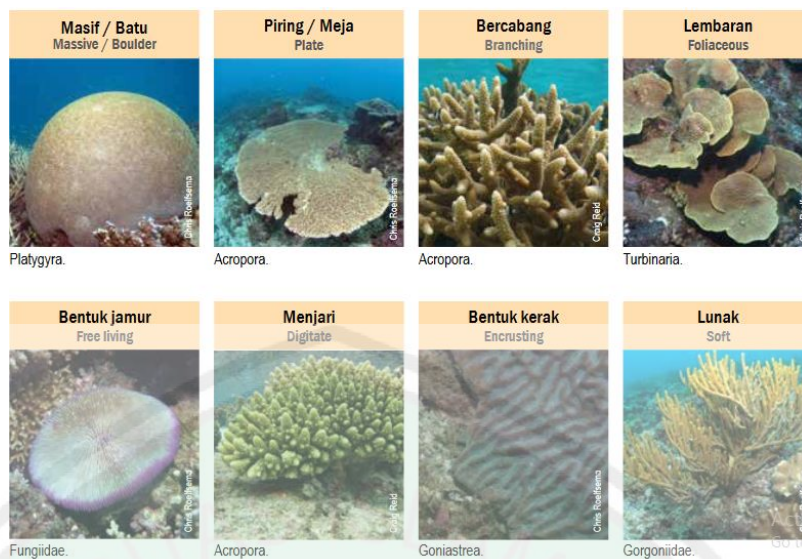 Masif / Batu
Massive / Boulder
Piring / Meja
Plate
Bercabang
Branching
Lembaran
Foliaceous
Chris Roelfsema
Chris Roelfsema
Craig Reid
Platygyra.
Acropora.
Acropora.
Turbinaria.
Bentuk jamur
Free living
Menjari
Digitate
Bentuk kerak
Encrusting
Lunak
Soft
Chris Roelfsema
Craig Reid
Chris Roelfsema
Fungiidae.
Acropora.
Goniastrea.
Gorgoniidae.